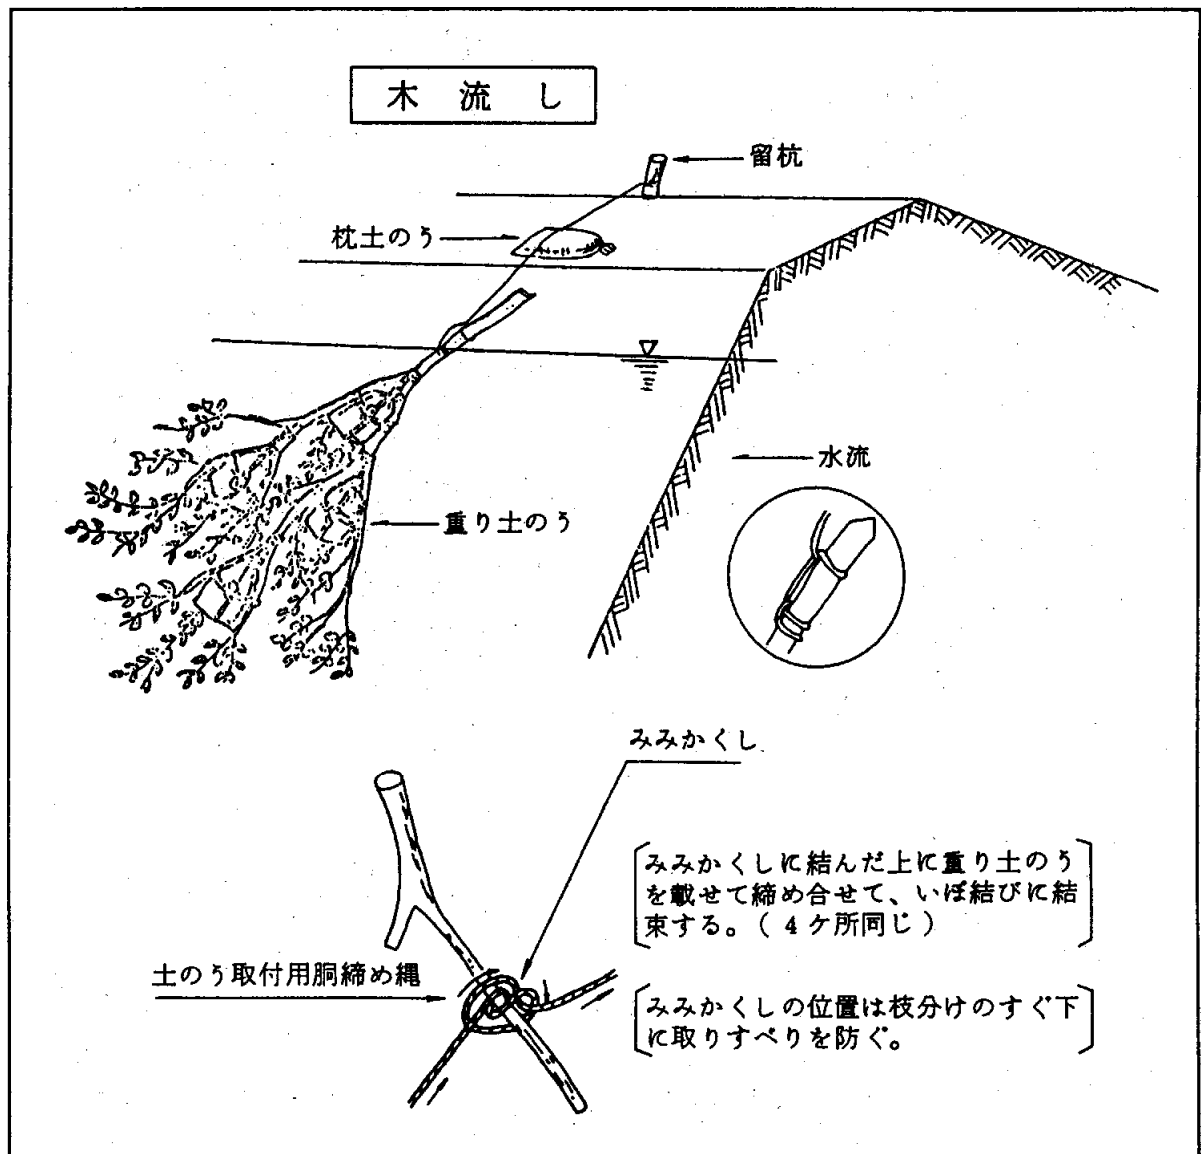 木流し
留杭
枕土のう
水流
重り土のう
みみかくし
みみかくしに結んだ上に重り土のう
を載せて締め合せて、いぼ結びに結
束する。（4ケ所同じ）
土のう取付用胴締め縄
みみかくしの位置は枝分けのすぐ下
に取りすべりを防ぐ。